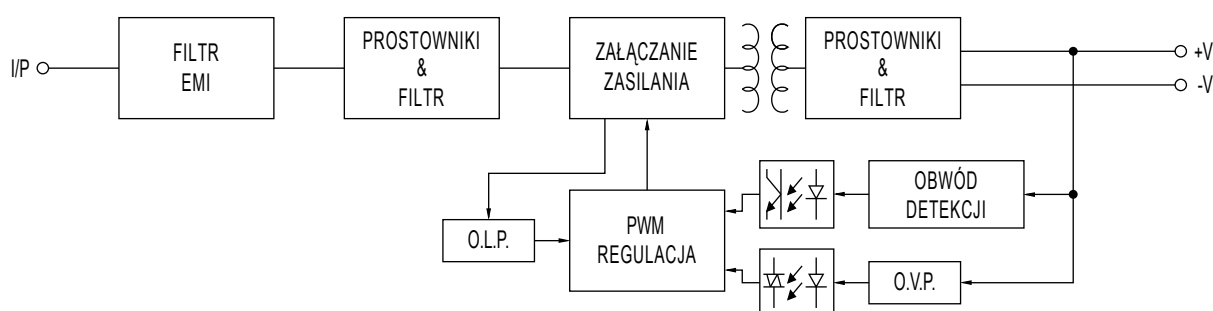 I/P
FILTR
EMI
PROSTOWNIKI
&
FILTR
ZAŁĄCZANIE
ZASILANIA
PROSTOWNIKI
&
FILTR
+V
-V
O.L.P.
PWM
REGULACJA
OBWÓD
DETEKCJI
O.V.P.